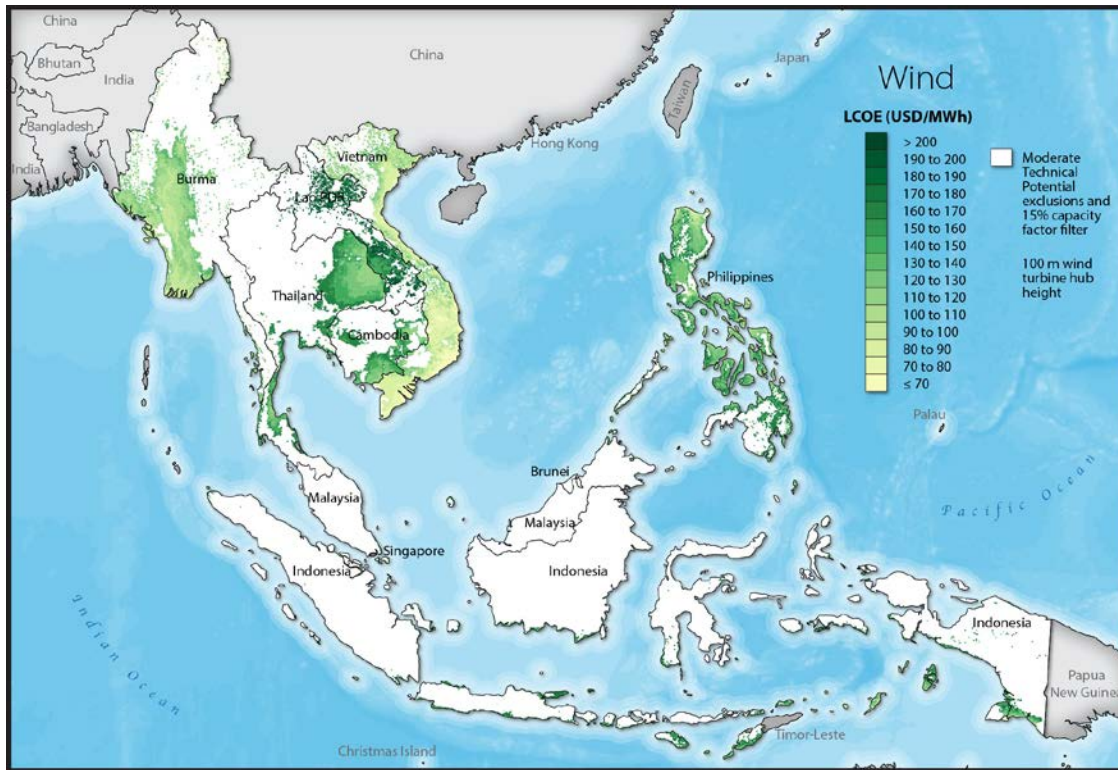 China
Bhutan
India
Bangladesh
India
Burma
China
Vietnam
Lao PDR
Thailand
Cambodia
Hong Kong
Taiwan
Japan
Philippines
Palau
Pacific Ocean
Brunei
Malaysia
Malaysia
Singapore
Indonesia
Indonesia
Indonesia
Papua
New Guinea
Timor-Leste
Christmas Island
Indian Ocean
Wind
LCOE (USD/MWh)
> 200
190 to 200
180 to 190
170 to 180
160 to 170
150 to 160
140 to 150
130 to 140
120 to 130
110 to 120
100 to 110
90 to 100
80 to 90
70 to 80
≤ 70
Moderate
Technical
Potential
exclusions and
15% capacity
factor filter
100 m wind
turbine hub
height